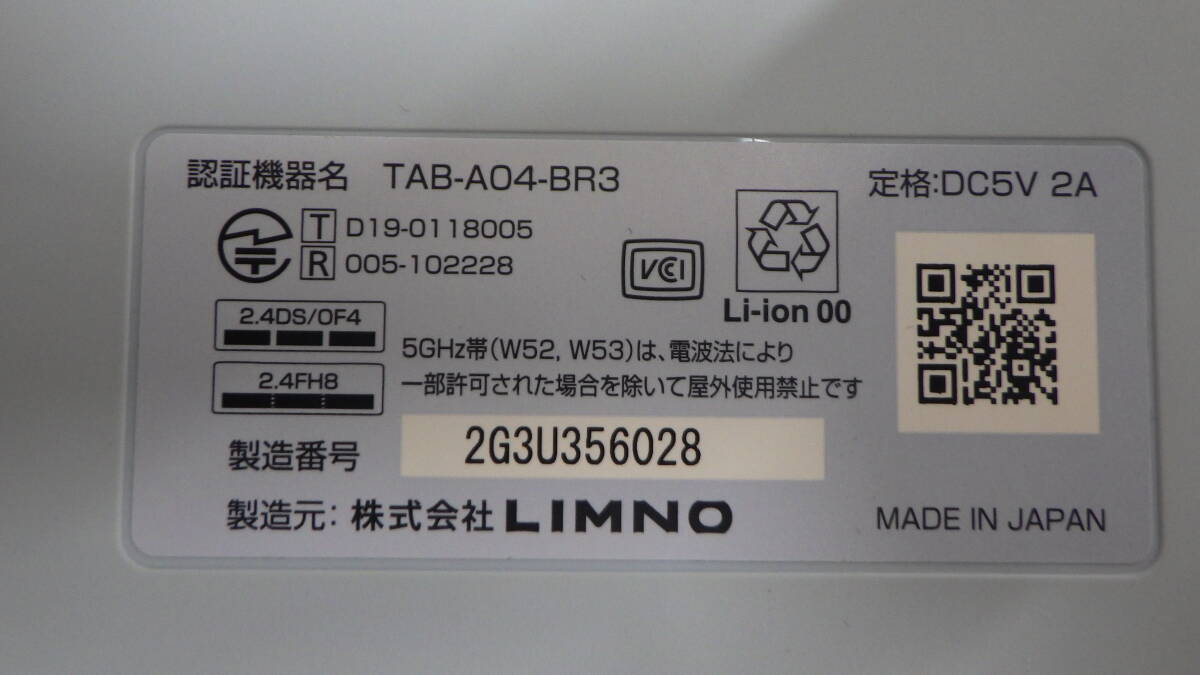 認証機器名 TAB-A04-BR3
定格:DC5V 2A
T D19-0118005
R 005-102228
VCCI
Li-ion 00
2.4DS/OF4
2.4FH8
5GHz帯(W52, W53)は、電波法により
一部許可された場合を除いて屋外使用禁止です
製造番号 2G3U356028
製造元: 株式会社 LIMNO
MADE IN JAPAN